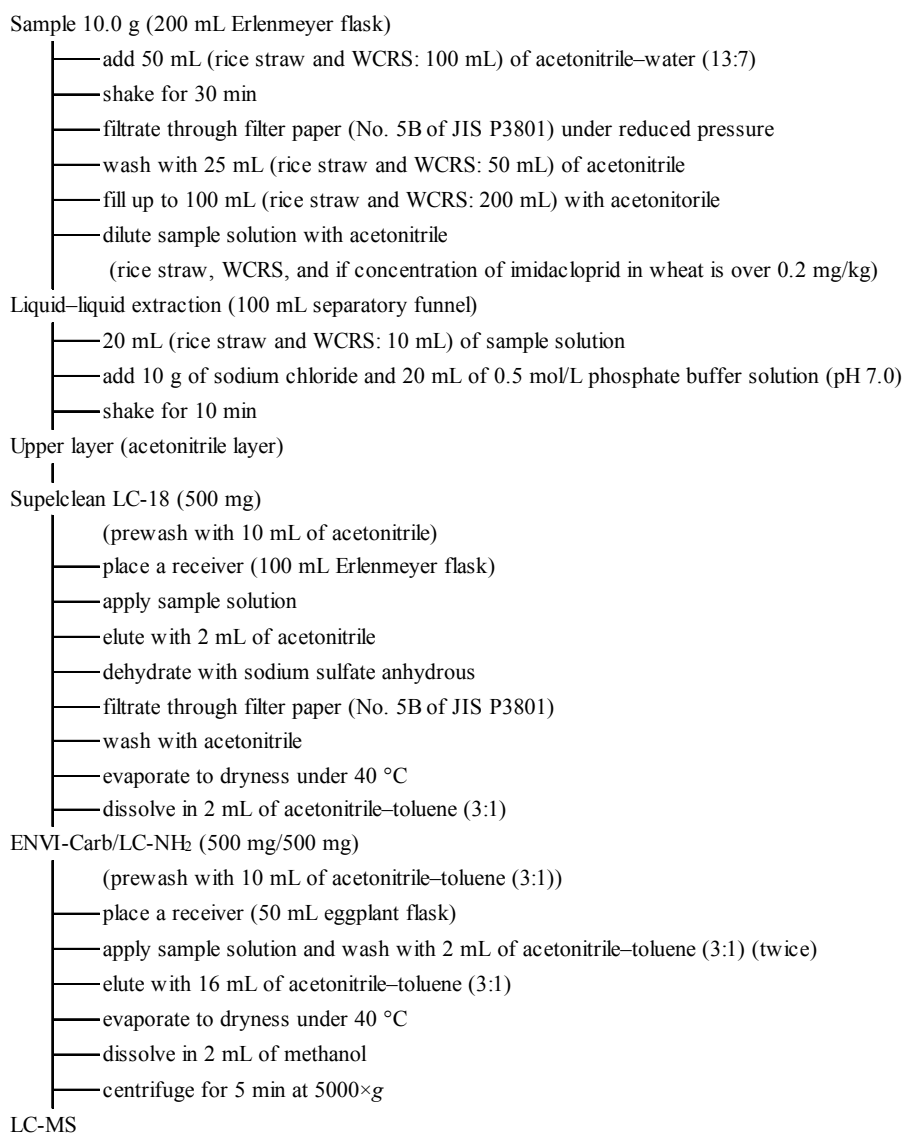 Sample 10.0 g (200 mL Erlenmeyer flask)
add 50 mL (rice straw and WCRS: 100 mL) of acetonitrile–water (13:7)
shake for 30 min
filtrate through filter paper (No. 5B of JIS P3801) under reduced pressure
wash with 25 mL (rice straw and WCRS: 50 mL) of acetonitrile
fill up to 100 mL (rice straw and WCRS: 200 mL) with acetonitorile
dilute sample solution with acetonitrile
(rice straw, WCRS, and if concentration of imidacloprid in wheat is over 0.2 mg/kg)
Liquid–liquid extraction (100 mL separatory funnel)
20 mL (rice straw and WCRS: 10 mL) of sample solution
add 10 g of sodium chloride and 20 mL of 0.5 mol/L phosphate buffer solution (pH 7.0)
shake for 10 min
Upper layer (acetonitrile layer)
Supelclean LC-18 (500 mg)
(prewash with 10 mL of acetonitrile)
place a receiver (100 mL Erlenmeyer flask)
apply sample solution
elute with 2 mL of acetonitrile
dehydrate with sodium sulfate anhydrous
filtrate through filter paper (No. 5B of JIS P3801)
wash with acetonitrile
evaporate to dryness under 40 °C
dissolve in 2 mL of acetonitrile–toluene (3:1)
ENVI-Carb/LC-NH₂ (500 mg/500 mg)
(prewash with 10 mL of acetonitrile–toluene (3:1))
place a receiver (50 mL eggplant flask)
apply sample solution and wash with 2 mL of acetonitrile–toluene (3:1) (twice)
elute with 16 mL of acetonitrile–toluene (3:1)
evaporate to dryness under 40 °C
dissolve in 2 mL of methanol
centrifuge for 5 min at 5000×g
LC-MS